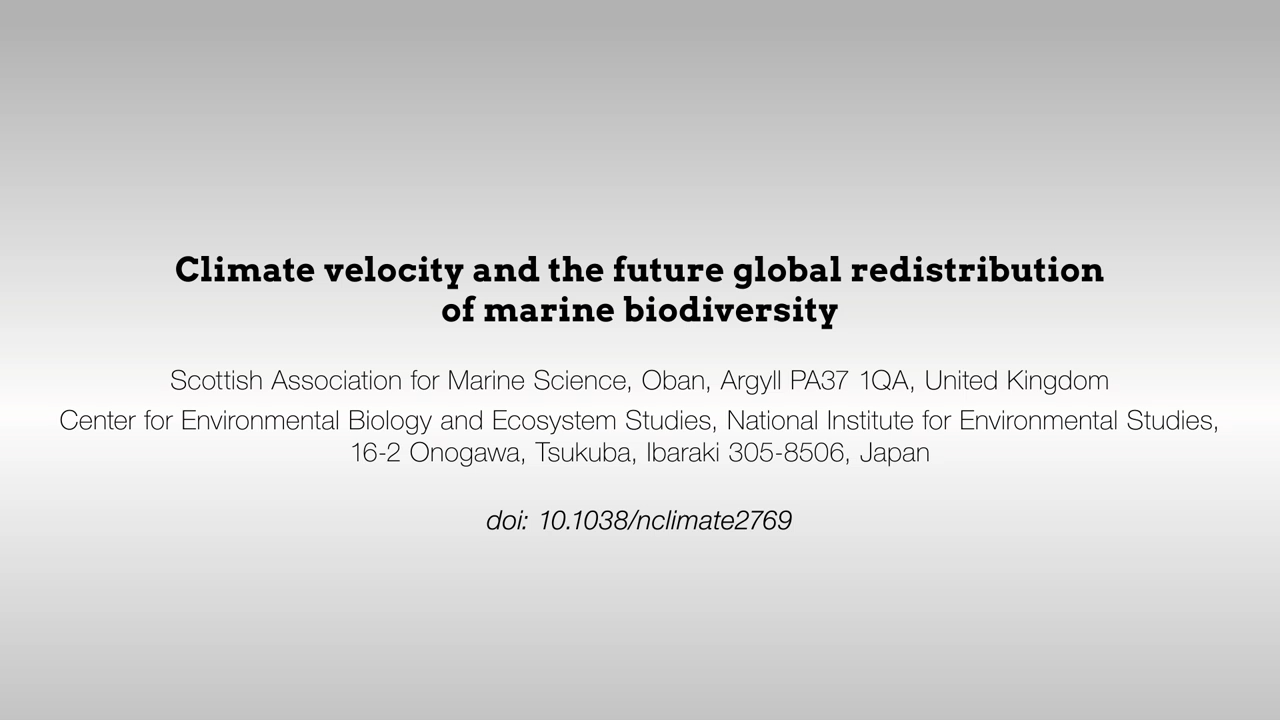 Climate velocity and the future global redistribution
of marine biodiversity
Scottish Association for Marine Science, Oban, Argyll PA37 1QA, United Kingdom
Center for Environmental Biology and Ecosystem Studies, National Institute for Environmental Studies,
16-2 Onogawa, Tsukuba, Ibaraki 305-8506, Japan
doi: 10.1038/nclimate2769